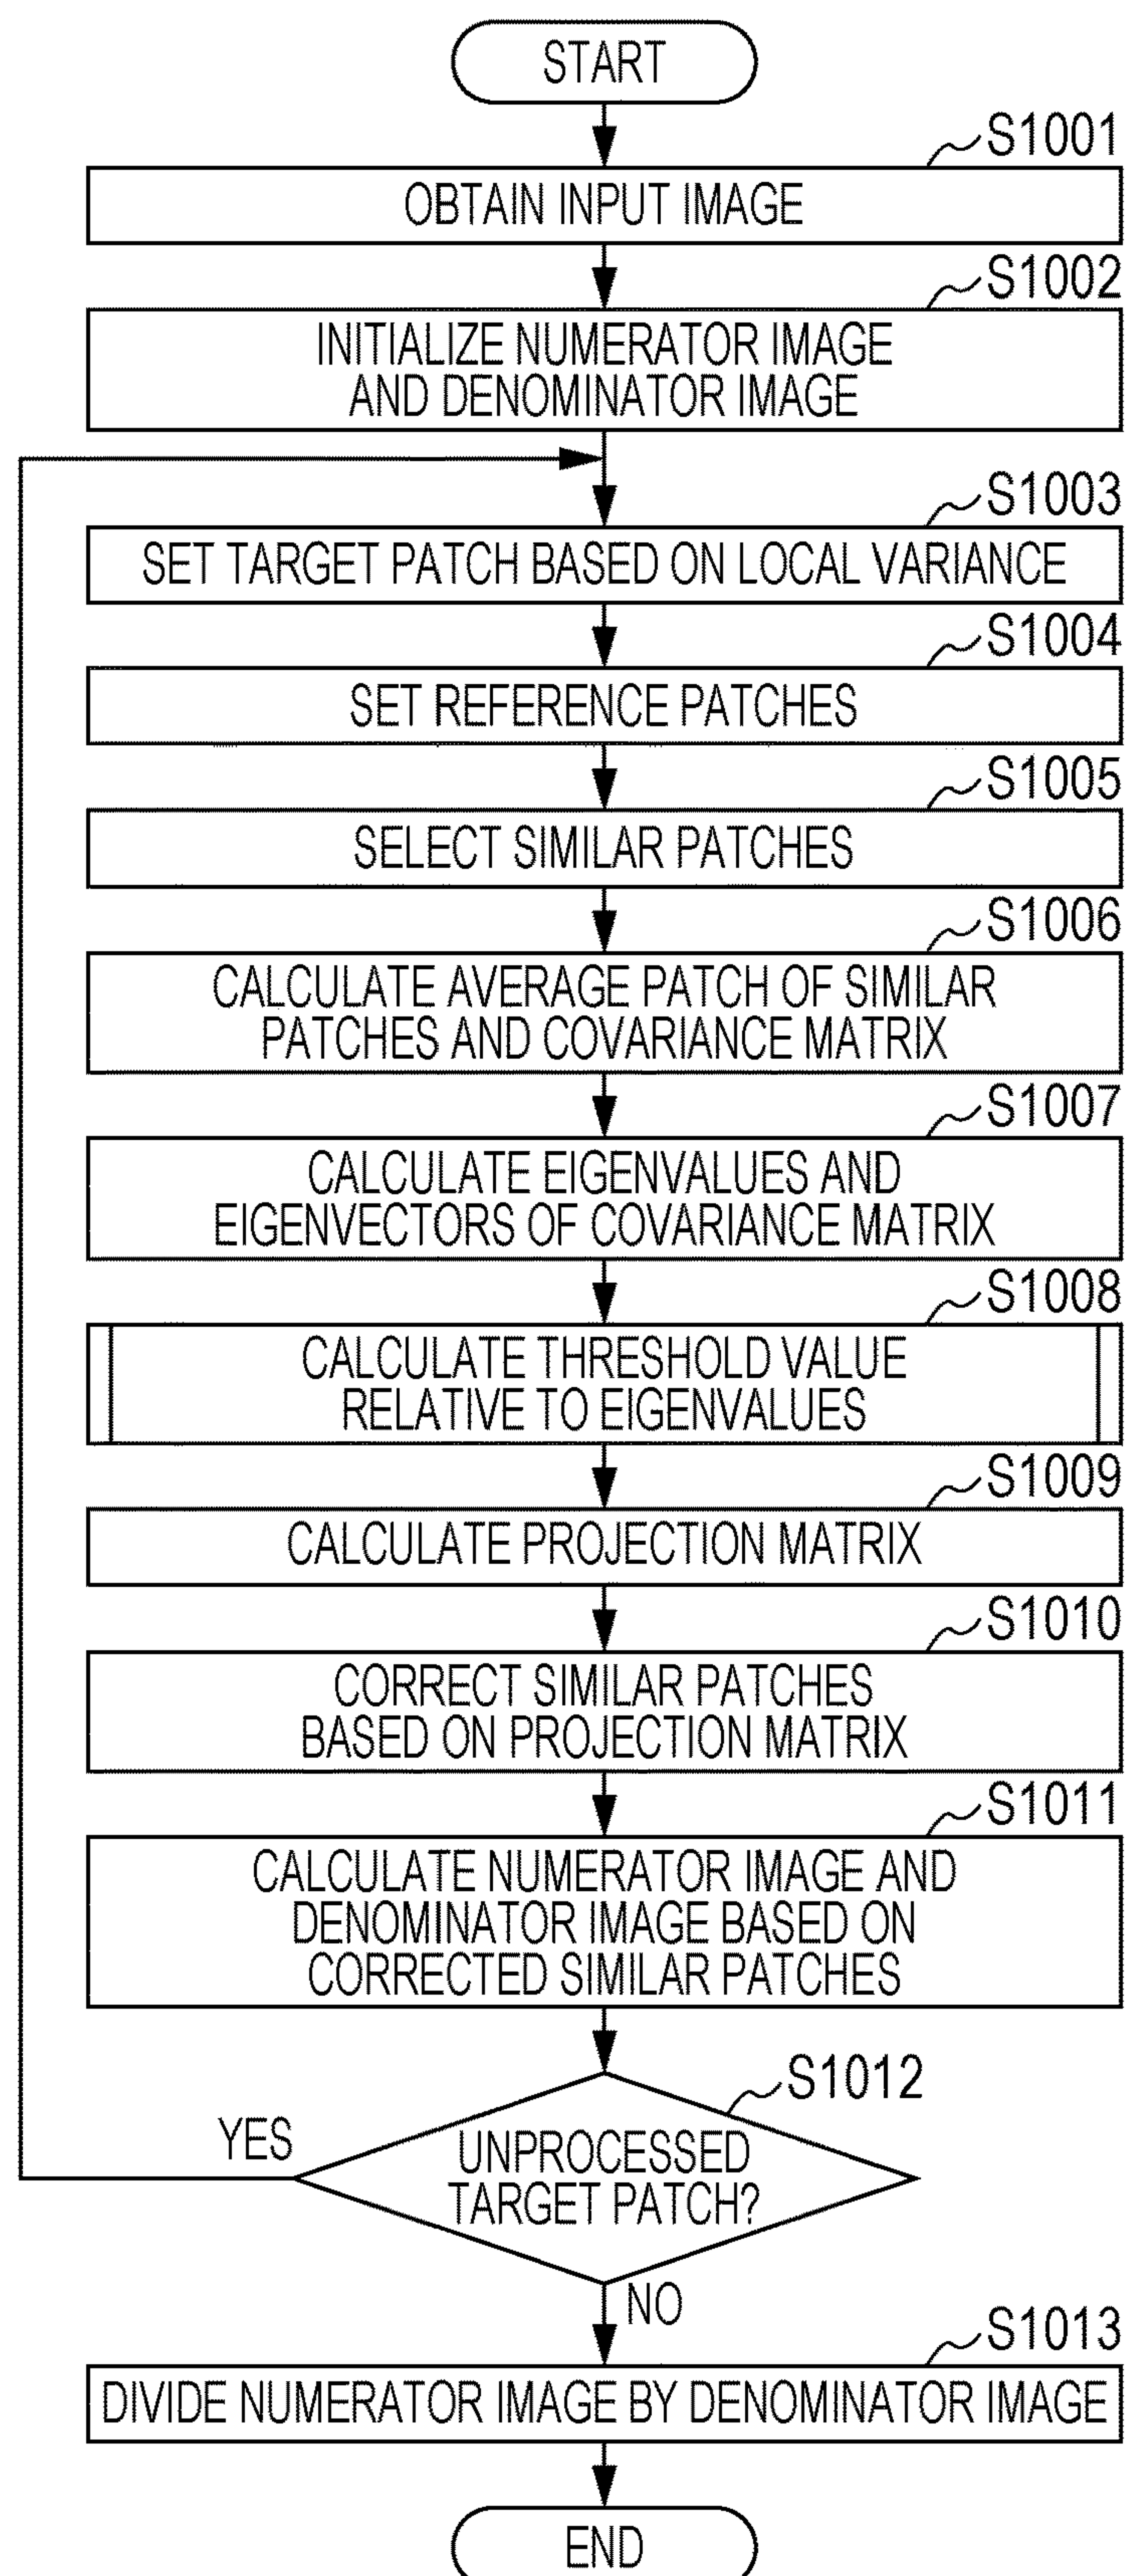 START
S1001
OBTAIN INPUT IMAGE
S1002
INITIALIZE NUMERATOR IMAGE
AND DENOMINATOR IMAGE
S1003
SET TARGET PATCH BASED ON LOCAL VARIANCE
S1004
SET REFERENCE PATCHES
S1005
SELECT SIMILAR PATCHES
S1006
CALCULATE AVERAGE PATCH OF SIMILAR
PATCHES AND COVARIANCE MATRIX
S1007
CALCULATE EIGENVALUES AND
EIGENVECTORS OF COVARIANCE MATRIX
S1008
CALCULATE THRESHOLD VALUE
RELATIVE TO EIGENVALUES
S1009
CALCULATE PROJECTION MATRIX
S1010
CORRECT SIMILAR PATCHES
BASED ON PROJECTION MATRIX
S1011
CALCULATE NUMERATOR IMAGE AND
DENOMINATOR IMAGE BASED ON
CORRECTED SIMILAR PATCHES
S1012
YES
UNPROCESSED
TARGET PATCH?
NO
S1013
DIVIDE NUMERATOR IMAGE BY DENOMINATOR IMAGE
END